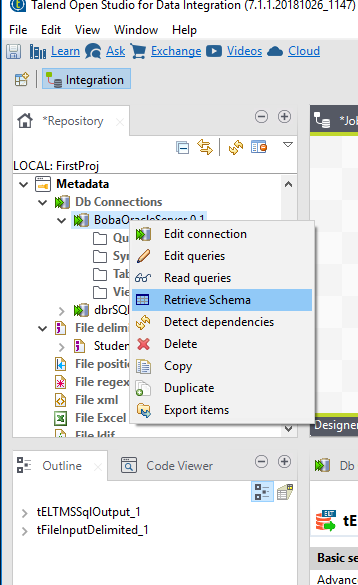 Talend Open Studio for Data Integration (7.1.1.20181026_1147)
File Edit View Window Help
Learn Ask Exchange Videos Cloud
Integration
*Repository
LOCAL: FirstProj
Metadata
Db Connections
BobaOracleServer 0.1
Edit connection
Qu
Edit queries
Syn
Read queries
Tab
Retrieve Schema
Vie
Detect dependencies
dbrSQ
Delete
File delim
Copy
Studen
Duplicate
File positio
Export items
File regex
File xml
File Excel
File ldif
Designer
Outline Code Viewer Db
tELTMSSqlOutput_1
tFileInputDelimited_1
tE
Basic se
Advanc